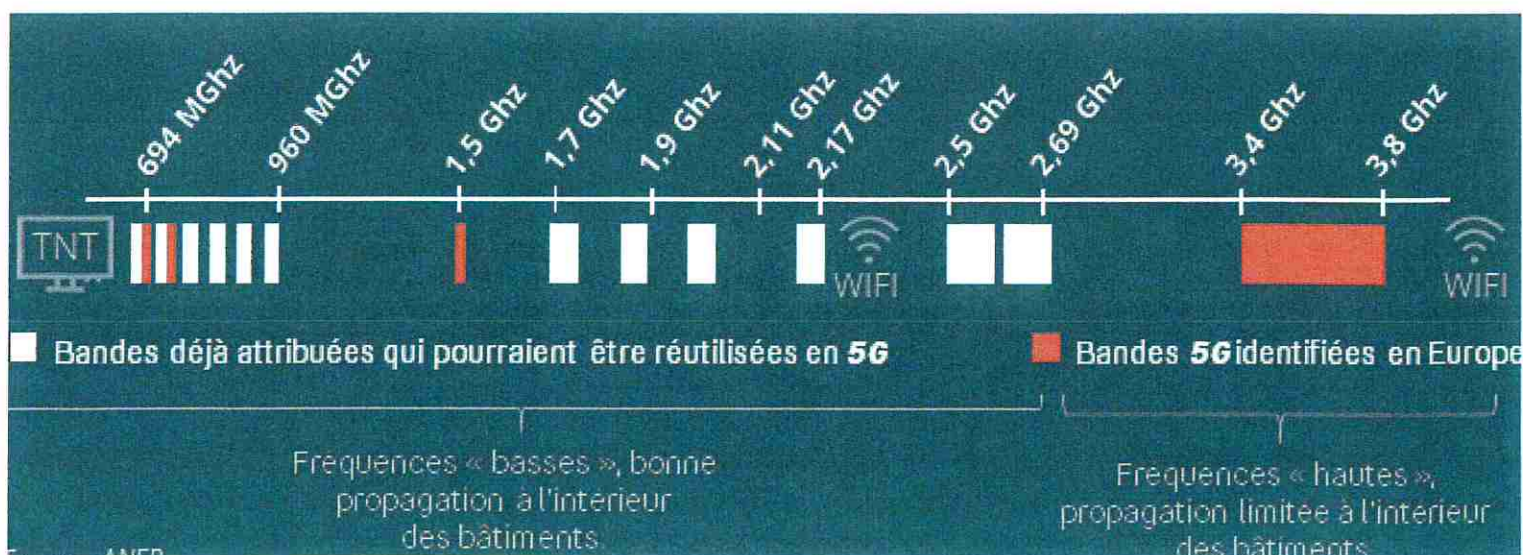 694 MGhz
960 MGhz
1,5 Ghz
1,7 Ghz
1,9 Ghz
2,11 Ghz
2,17 Ghz
2,5 Ghz
2,69 Ghz
3,4 Ghz
3,8 Ghz
TNT
WIFI
WIFI
Bandes déjà attribuées qui pourraient être réutilisées en 5G
Bandes 5G identifiées en Europe
Frequences « basses », bonne
propagation à l'intérieur
des bâtiments
Frequences « hautes »,
propagation limitée à l'intérieur
des bâtiments